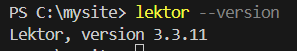 PS C:\mysite> lektor --version
Lektor, version 3.3.11